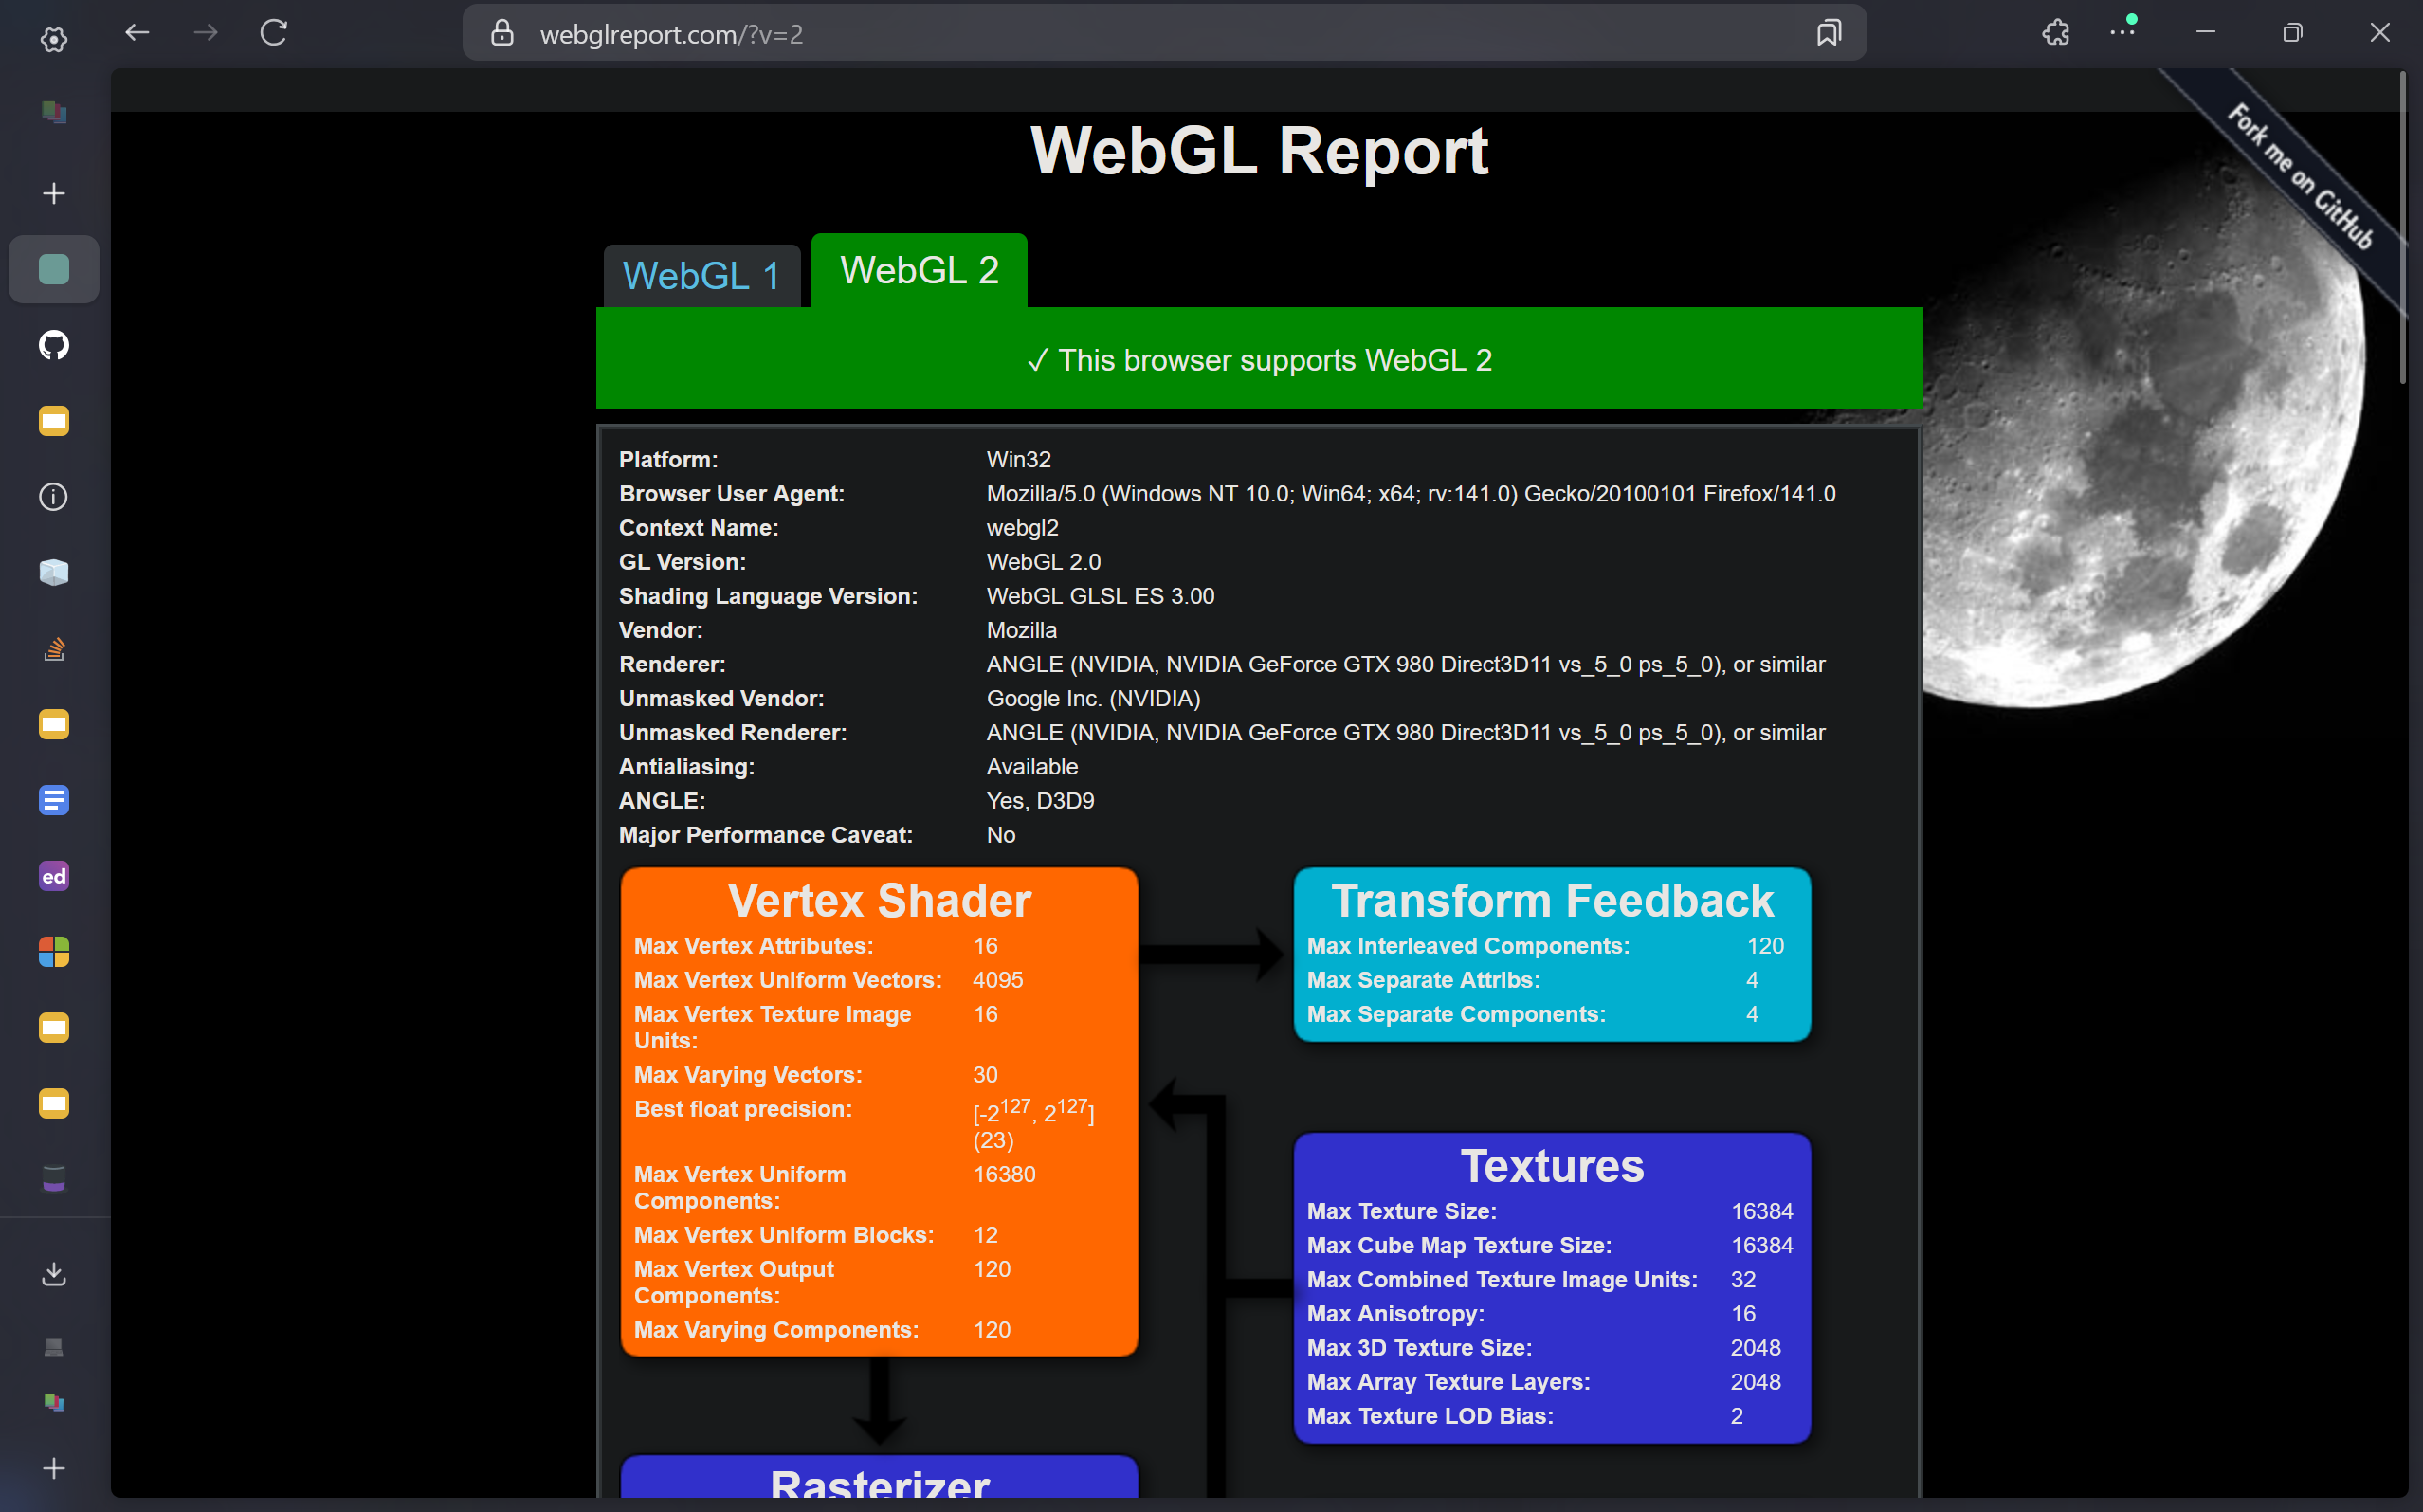 webglreport.com/?v=2
Fork me on GitHub
WebGL Report
WebGL 1
WebGL 2
✓ This browser supports WebGL 2
Platform: Win32
Browser User Agent: Mozilla/5.0 (Windows NT 10.0; Win64; x64; rv:141.0) Gecko/20100101 Firefox/141.0
Context Name: webgl2
GL Version: WebGL 2.0
Shading Language Version: WebGL GLSL ES 3.00
Vendor: Mozilla
Renderer: ANGLE (NVIDIA, NVIDIA GeForce GTX 980 Direct3D11 vs_5_0 ps_5_0), or similar
Unmasked Vendor: Google Inc. (NVIDIA)
Unmasked Renderer: ANGLE (NVIDIA, NVIDIA GeForce GTX 980 Direct3D11 vs_5_0 ps_5_0), or similar
Antialiasing: Available
ANGLE: Yes, D3D9
Major Performance Caveat: No
Vertex Shader
Max Vertex Attributes: 16
Max Vertex Uniform Vectors: 4095
Max Vertex Texture Image 16
Units:
Max Varying Vectors: 30
Best float precision: [-2¹²⁷, 2¹²⁷]
(23)
Max Vertex Uniform 16380
Components:
Max Vertex Uniform Blocks: 12
Max Vertex Output 120
Components:
Max Varying Components: 120
Transform Feedback
Max Interleaved Components: 120
Max Separate Attribs: 4
Max Separate Components: 4
Textures
Max Texture Size: 16384
Max Cube Map Texture Size: 16384
Max Combined Texture Image Units: 32
Max Anisotropy: 16
Max 3D Texture Size: 2048
Max Array Texture Layers: 2048
Max Texture LOD Bias: 2
Rasterizer
ed